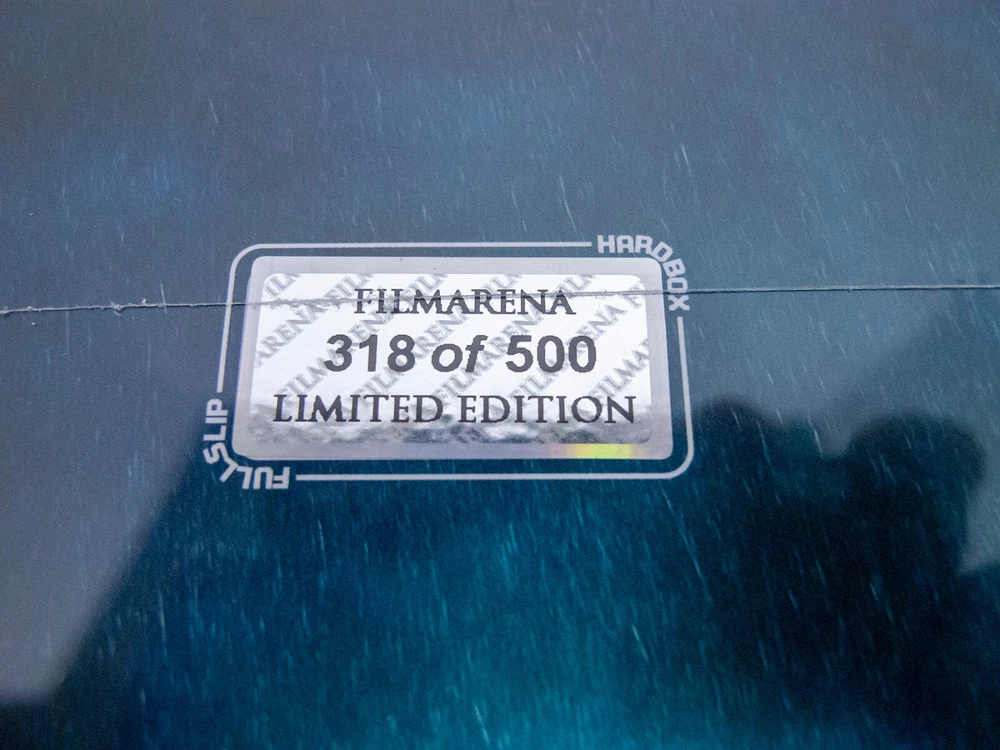 HARDBOX
FILMARENA
318 of 500
LIMITED EDITION
FULLSLIP